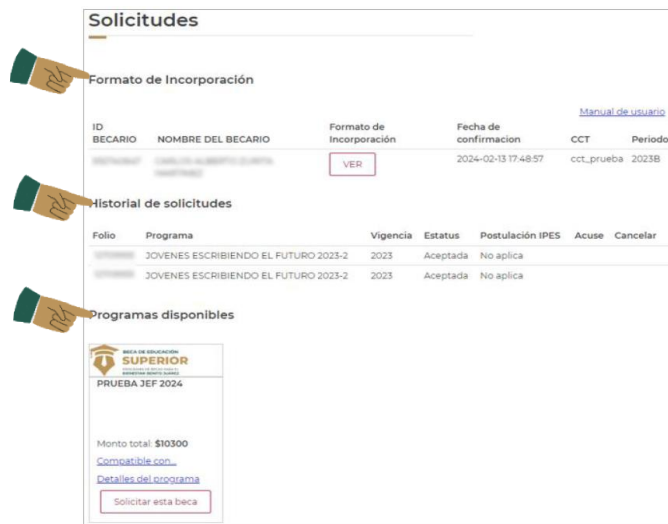 Solicitudes
Formato de Incorporación
Manual de usuario
ID BECARIO NOMBRE DEL BECARIO Formato de Incorporación Fecha de confirmacion CCT Periodo
VER 2024-02-13 17:48:57 cct_prueba 2023B
Historial de solicitudes
Folio Programa Vigencia Estatus Postulación IPES Acuse Cancelar
JOVENES ESCRIBIENDO EL FUTURO 2023-2 2023 Aceptada No aplica
JOVENES ESCRIBIENDO EL FUTURO 2023-2 2023 Aceptada No aplica
Programas disponibles
BECA DE EDUCACIÓN
SUPERIOR
PRUEBA JEF 2024
Monto total: $10300
Compatible con...
Detalles del programa
Solicitar esta beca